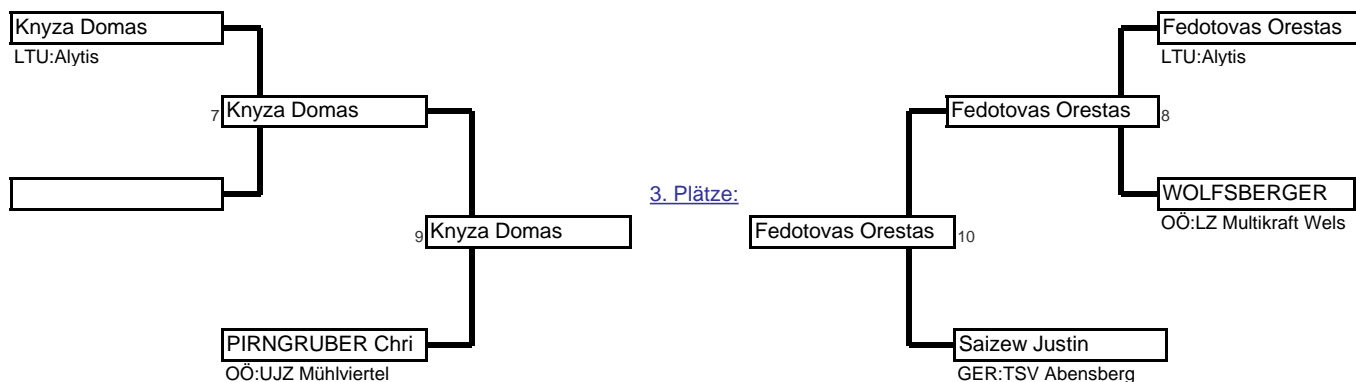 Knyza Domas
LTU:Alytis
7 Knyza Domas
9 Knyza Domas
PIRNGRUBER Chri
OÖ:UJZ Mühlviertel
3. Plätze:
Fedotovas Orestas
LTU:Alytis
Fedotovas Orestas 8
WOLFSBERGER
OÖ:LZ Multikraft Wels
Fedotovas Orestas 10
Saizew Justin
GER:TSV Abensberg